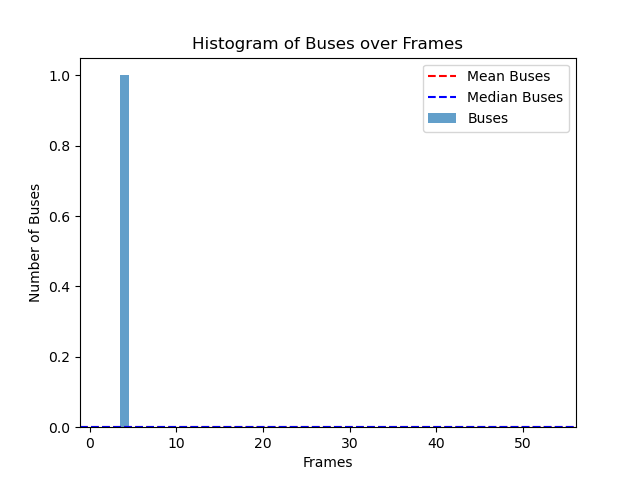 Histogram of Buses over Frames
Mean Buses
Median Buses
Buses
1.0
0.8
0.6
0.4
0.2
0.0
Number of Buses
0 10 20 30 40 50
Frames